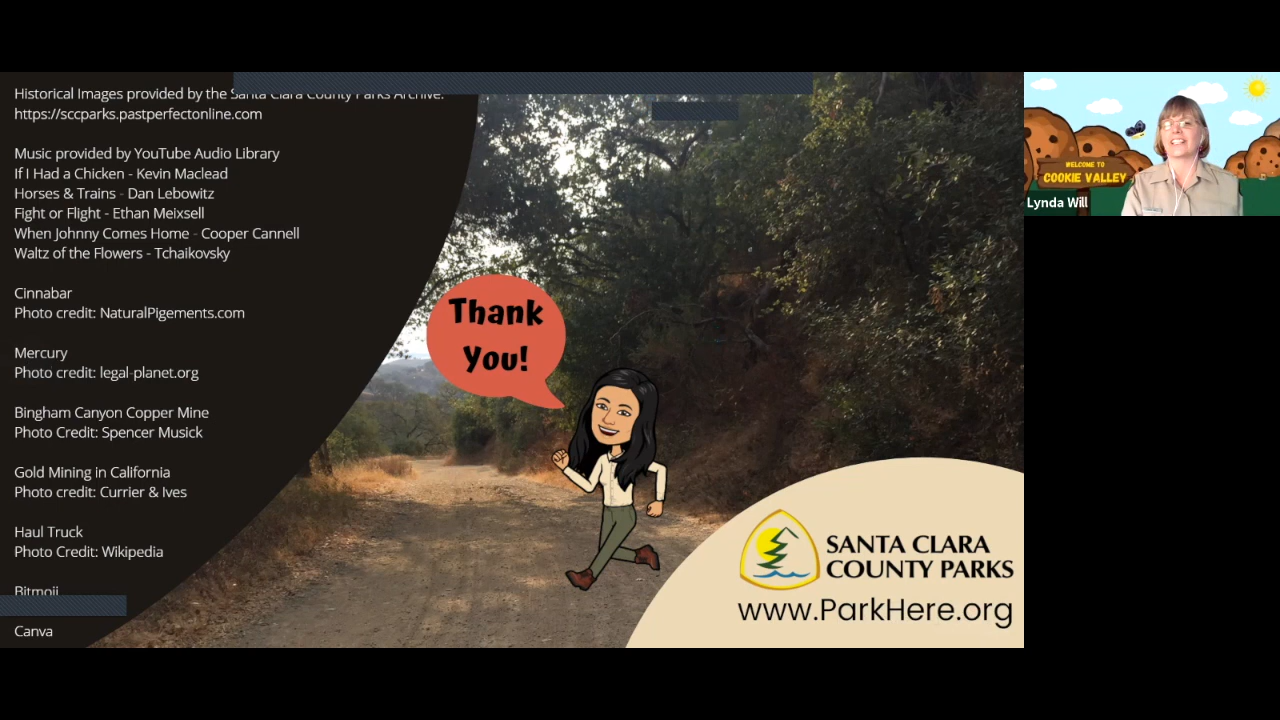 Historical Images provided by the Santa Clara County Parks Archive.
https://sccparks.pastperfectonline.com
Music provided by YouTube Audio Library
If I Had a Chicken - Kevin Maclead
Horses & Trains - Dan Lebowitz
Fight or Flight - Ethan Meixsell
When Johnny Comes Home - Cooper Cannell
Waltz of the Flowers - Tchaikovsky
Cinnabar
Photo credit: NaturalPigements.com
Mercury
Photo credit: legal-planet.org
Bingham Canyon Copper Mine
Photo Credit: Spencer Musick
Gold Mining in California
Photo credit: Currier & Ives
Haul Truck
Photo Credit: Wikipedia
Bitmoji
Canva
Thank
You!
SANTA CLARA
COUNTY PARKS
www.ParkHere.org
WELCOME TO
COOKIE VALLEY
Lynda Will